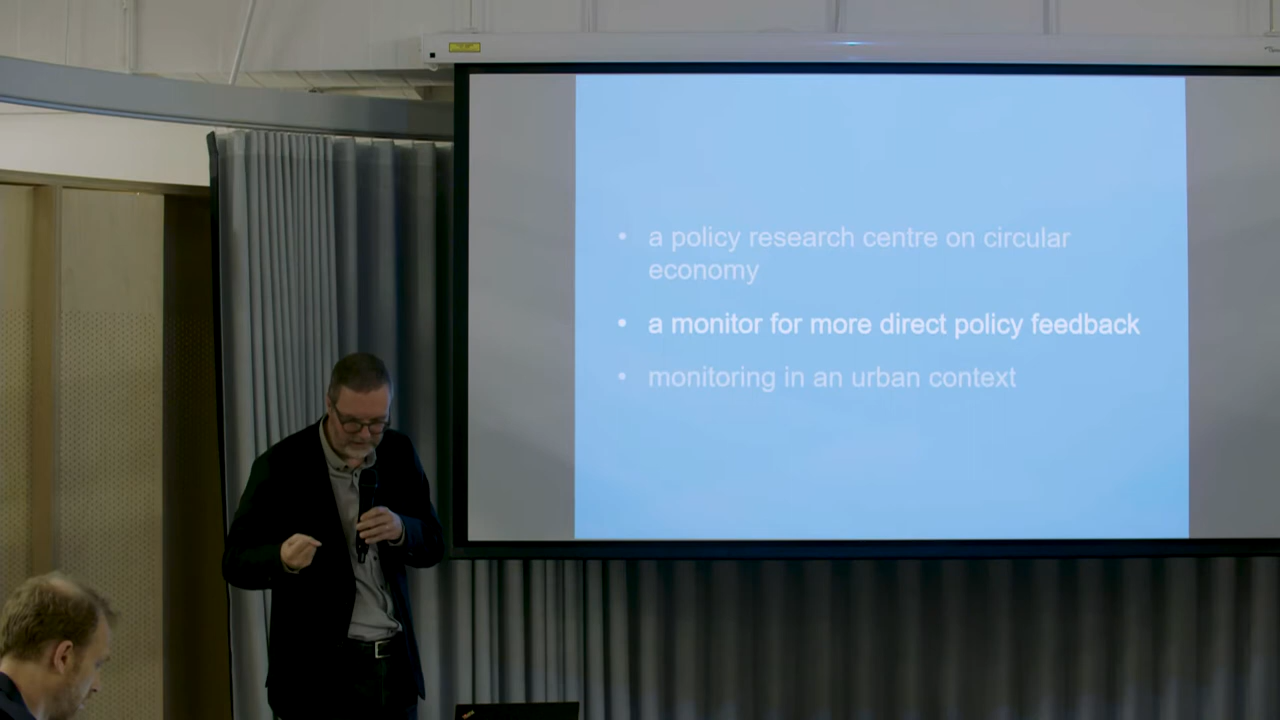 • a policy research centre on circular
economy
• a monitor for more direct policy feedback
• monitoring in an urban context